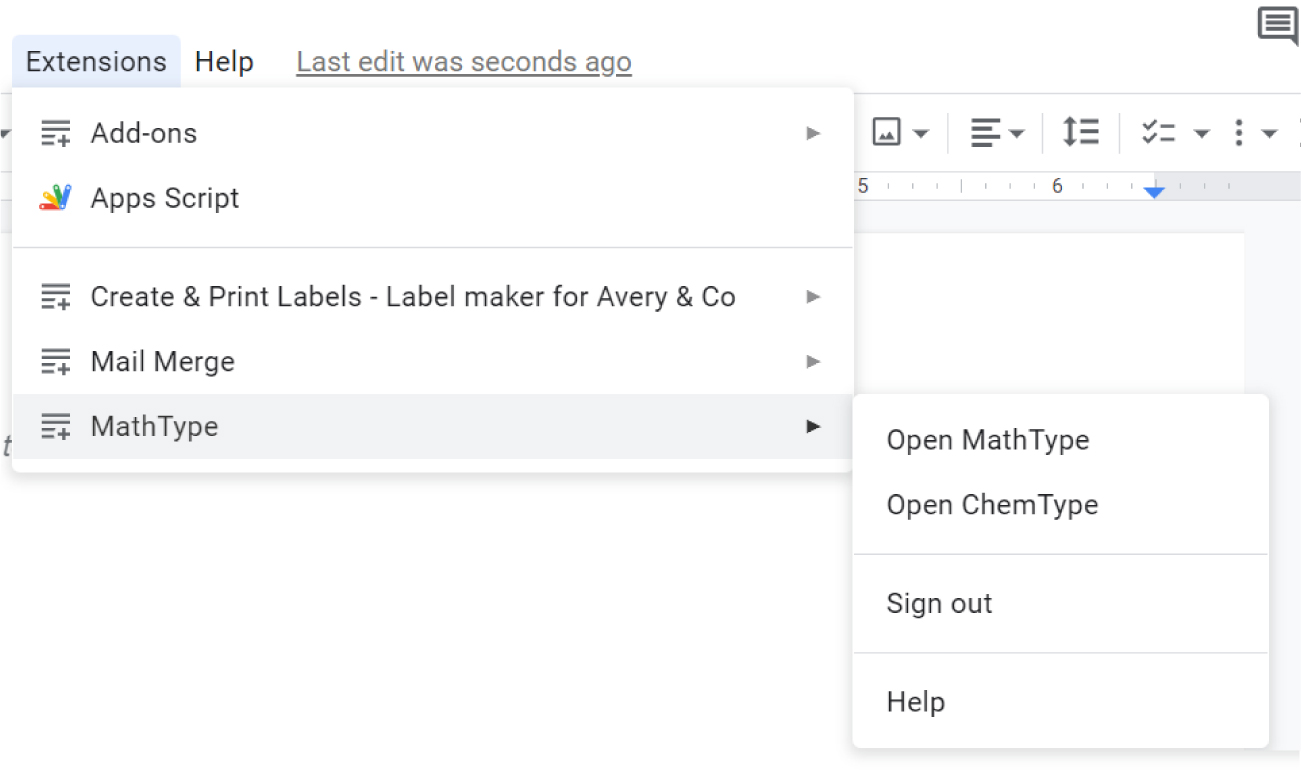 Extensions Help Last edit was seconds ago
Add-ons
Apps Script
5 6
Create & Print Labels - Label maker for Avery & Co
Mail Merge
MathType
t
Open MathType
Open ChemType
Sign out
Help